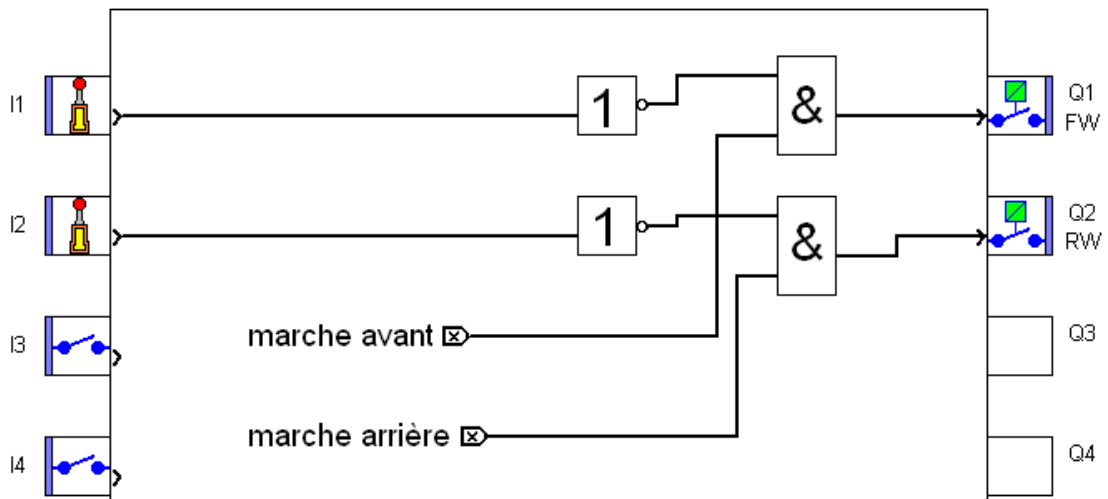 I1
1
&
Q1
FW
I2
1
&
Q2
RW
I3
marche avant
Q3
I4
marche arrière
Q4